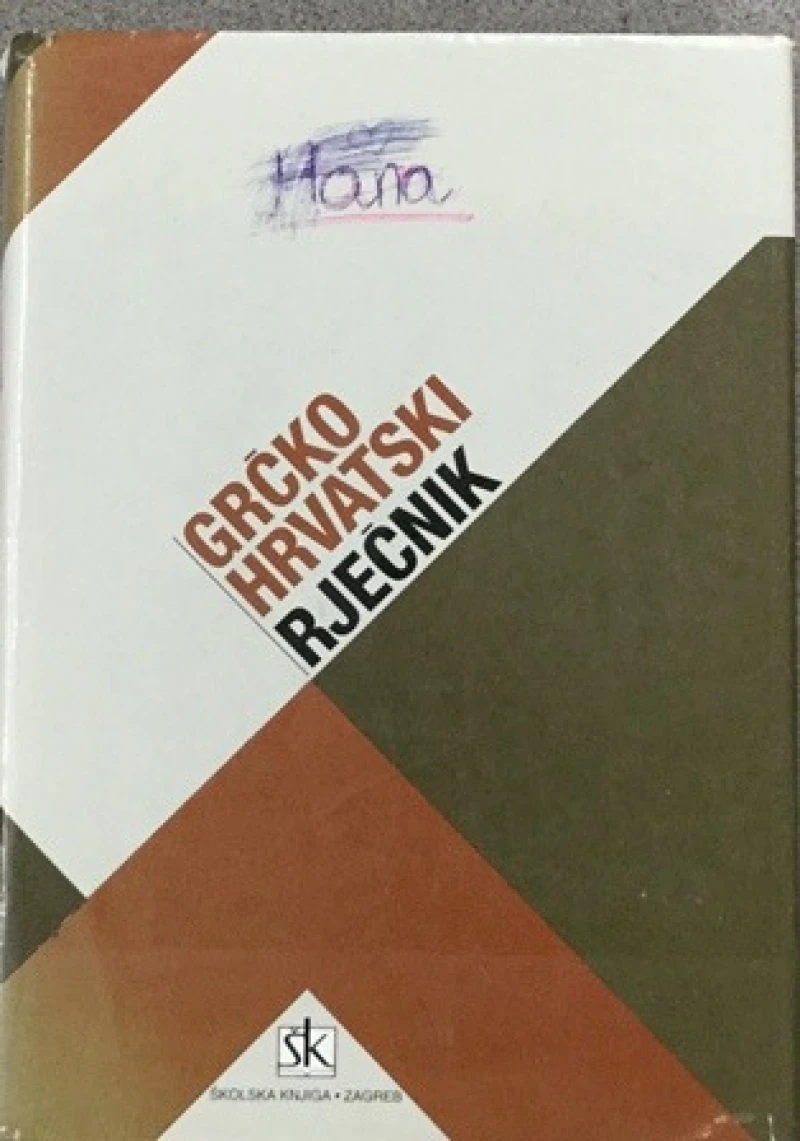 Hana
GRČKO
HRVATSKI
RJEČNIK
šk
ŠKOLSKA KNJIGA • ZAGREB